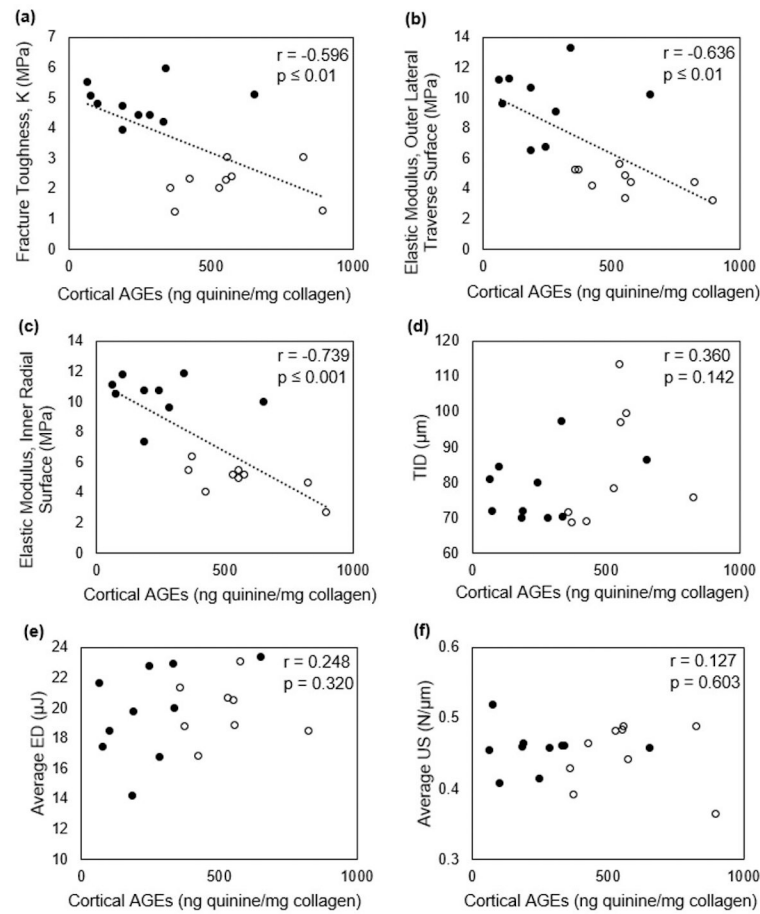 (a)
r = -0.596
p ≤ 0.01
Fracture Toughness, K (MPa)
7
6
5
4
3
2
1
0
0 500 1000
Cortical AGEs (ng quinine/mg collagen)
(b)
r = -0.636
p ≤ 0.01
Elastic Modulus, Outer Lateral
Traverse Surface (MPa)
14
12
10
8
6
4
2
0
0 500 1000
Cortical AGEs (ng quinine/mg collagen)
(c)
r = -0.739
p ≤ 0.001
Elastic Modulus, Inner Radial
Surface (MPa)
14
12
10
8
6
4
2
0
0 500 1000
Cortical AGEs (ng quinine/mg collagen)
(d)
r = 0.360
p = 0.142
TID (μm)
120
110
100
90
80
70
60
0 500 1000
Cortical AGEs (ng quinine/mg collagen)
(e)
r = 0.248
p = 0.320
Average ED (μJ)
24
22
20
18
16
14
12
10
0 500 1000
Cortical AGEs (ng quinine/mg collagen)
(f)
r = 0.127
p = 0.603
Average US (N/μm)
0.6
0.5
0.4
0.3
0 500 1000
Cortical AGEs (ng quinine/mg collagen)